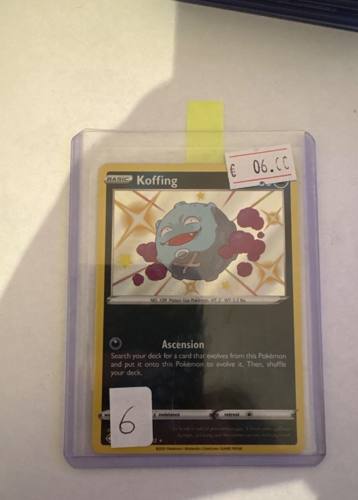 BASIC Koffing
€ 06.CC
NO. 109 Poison Gas Pokémon HT: 2' WT: 2.2 lbs.
Ascension
Search your deck for a card that evolves from this Pokémon
and put it onto this Pokémon to evolve it. Then, shuffle
your deck.
resistance retreat
6